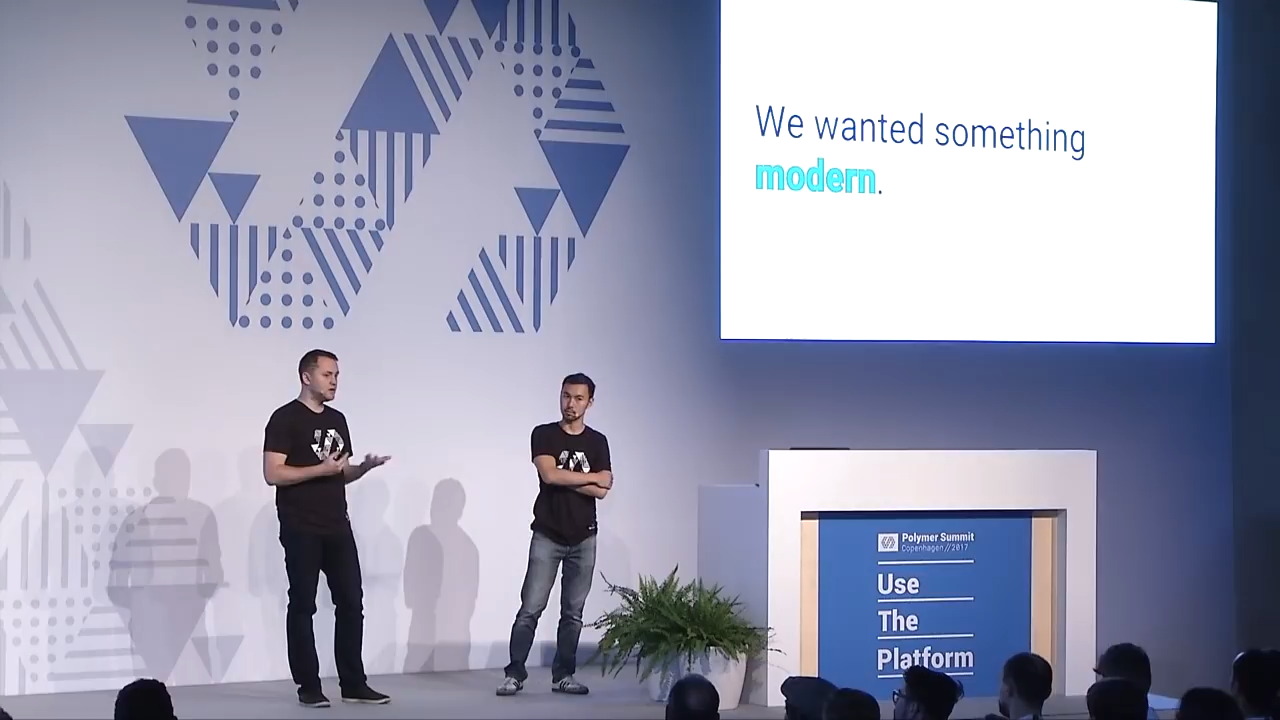 We wanted something
modern.
Polymer Summit
Copenhagen // 2017
Use
The
Platform